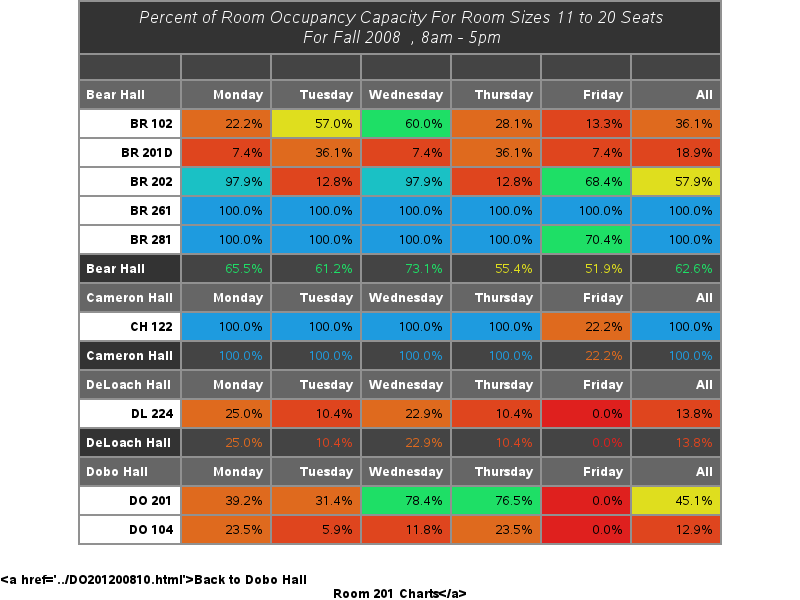 Percent of Room Occupancy Capacity For Room Sizes 11 to 20 Seats
For Fall 2008 , 8am - 5pm
Bear Hall Monday Tuesday Wednesday Thursday Friday All
BR 102 22.2% 57.0% 60.0% 28.1% 13.3% 36.1%
BR 201D 7.4% 36.1% 7.4% 36.1% 7.4% 18.9%
BR 202 97.9% 12.8% 97.9% 12.8% 68.4% 57.9%
BR 261 100.0% 100.0% 100.0% 100.0% 100.0% 100.0%
BR 281 100.0% 100.0% 100.0% 100.0% 70.4% 100.0%
Bear Hall 65.5% 61.2% 73.1% 55.4% 51.9% 62.6%
Cameron Hall Monday Tuesday Wednesday Thursday Friday All
CH 122 100.0% 100.0% 100.0% 100.0% 22.2% 100.0%
Cameron Hall 100.0% 100.0% 100.0% 100.0% 22.2% 100.0%
DeLoach Hall Monday Tuesday Wednesday Thursday Friday All
DL 224 25.0% 10.4% 22.9% 10.4% 0.0% 13.8%
DeLoach Hall 25.0% 10.4% 22.9% 10.4% 0.0% 13.8%
Dobo Hall Monday Tuesday Wednesday Thursday Friday All
DO 201 39.2% 31.4% 78.4% 76.5% 0.0% 45.1%
DO 104 23.5% 5.9% 11.8% 23.5% 0.0% 12.9%
<a href='../DO201200810.html'>Back to Dobo Hall
Room 201 Charts</a>